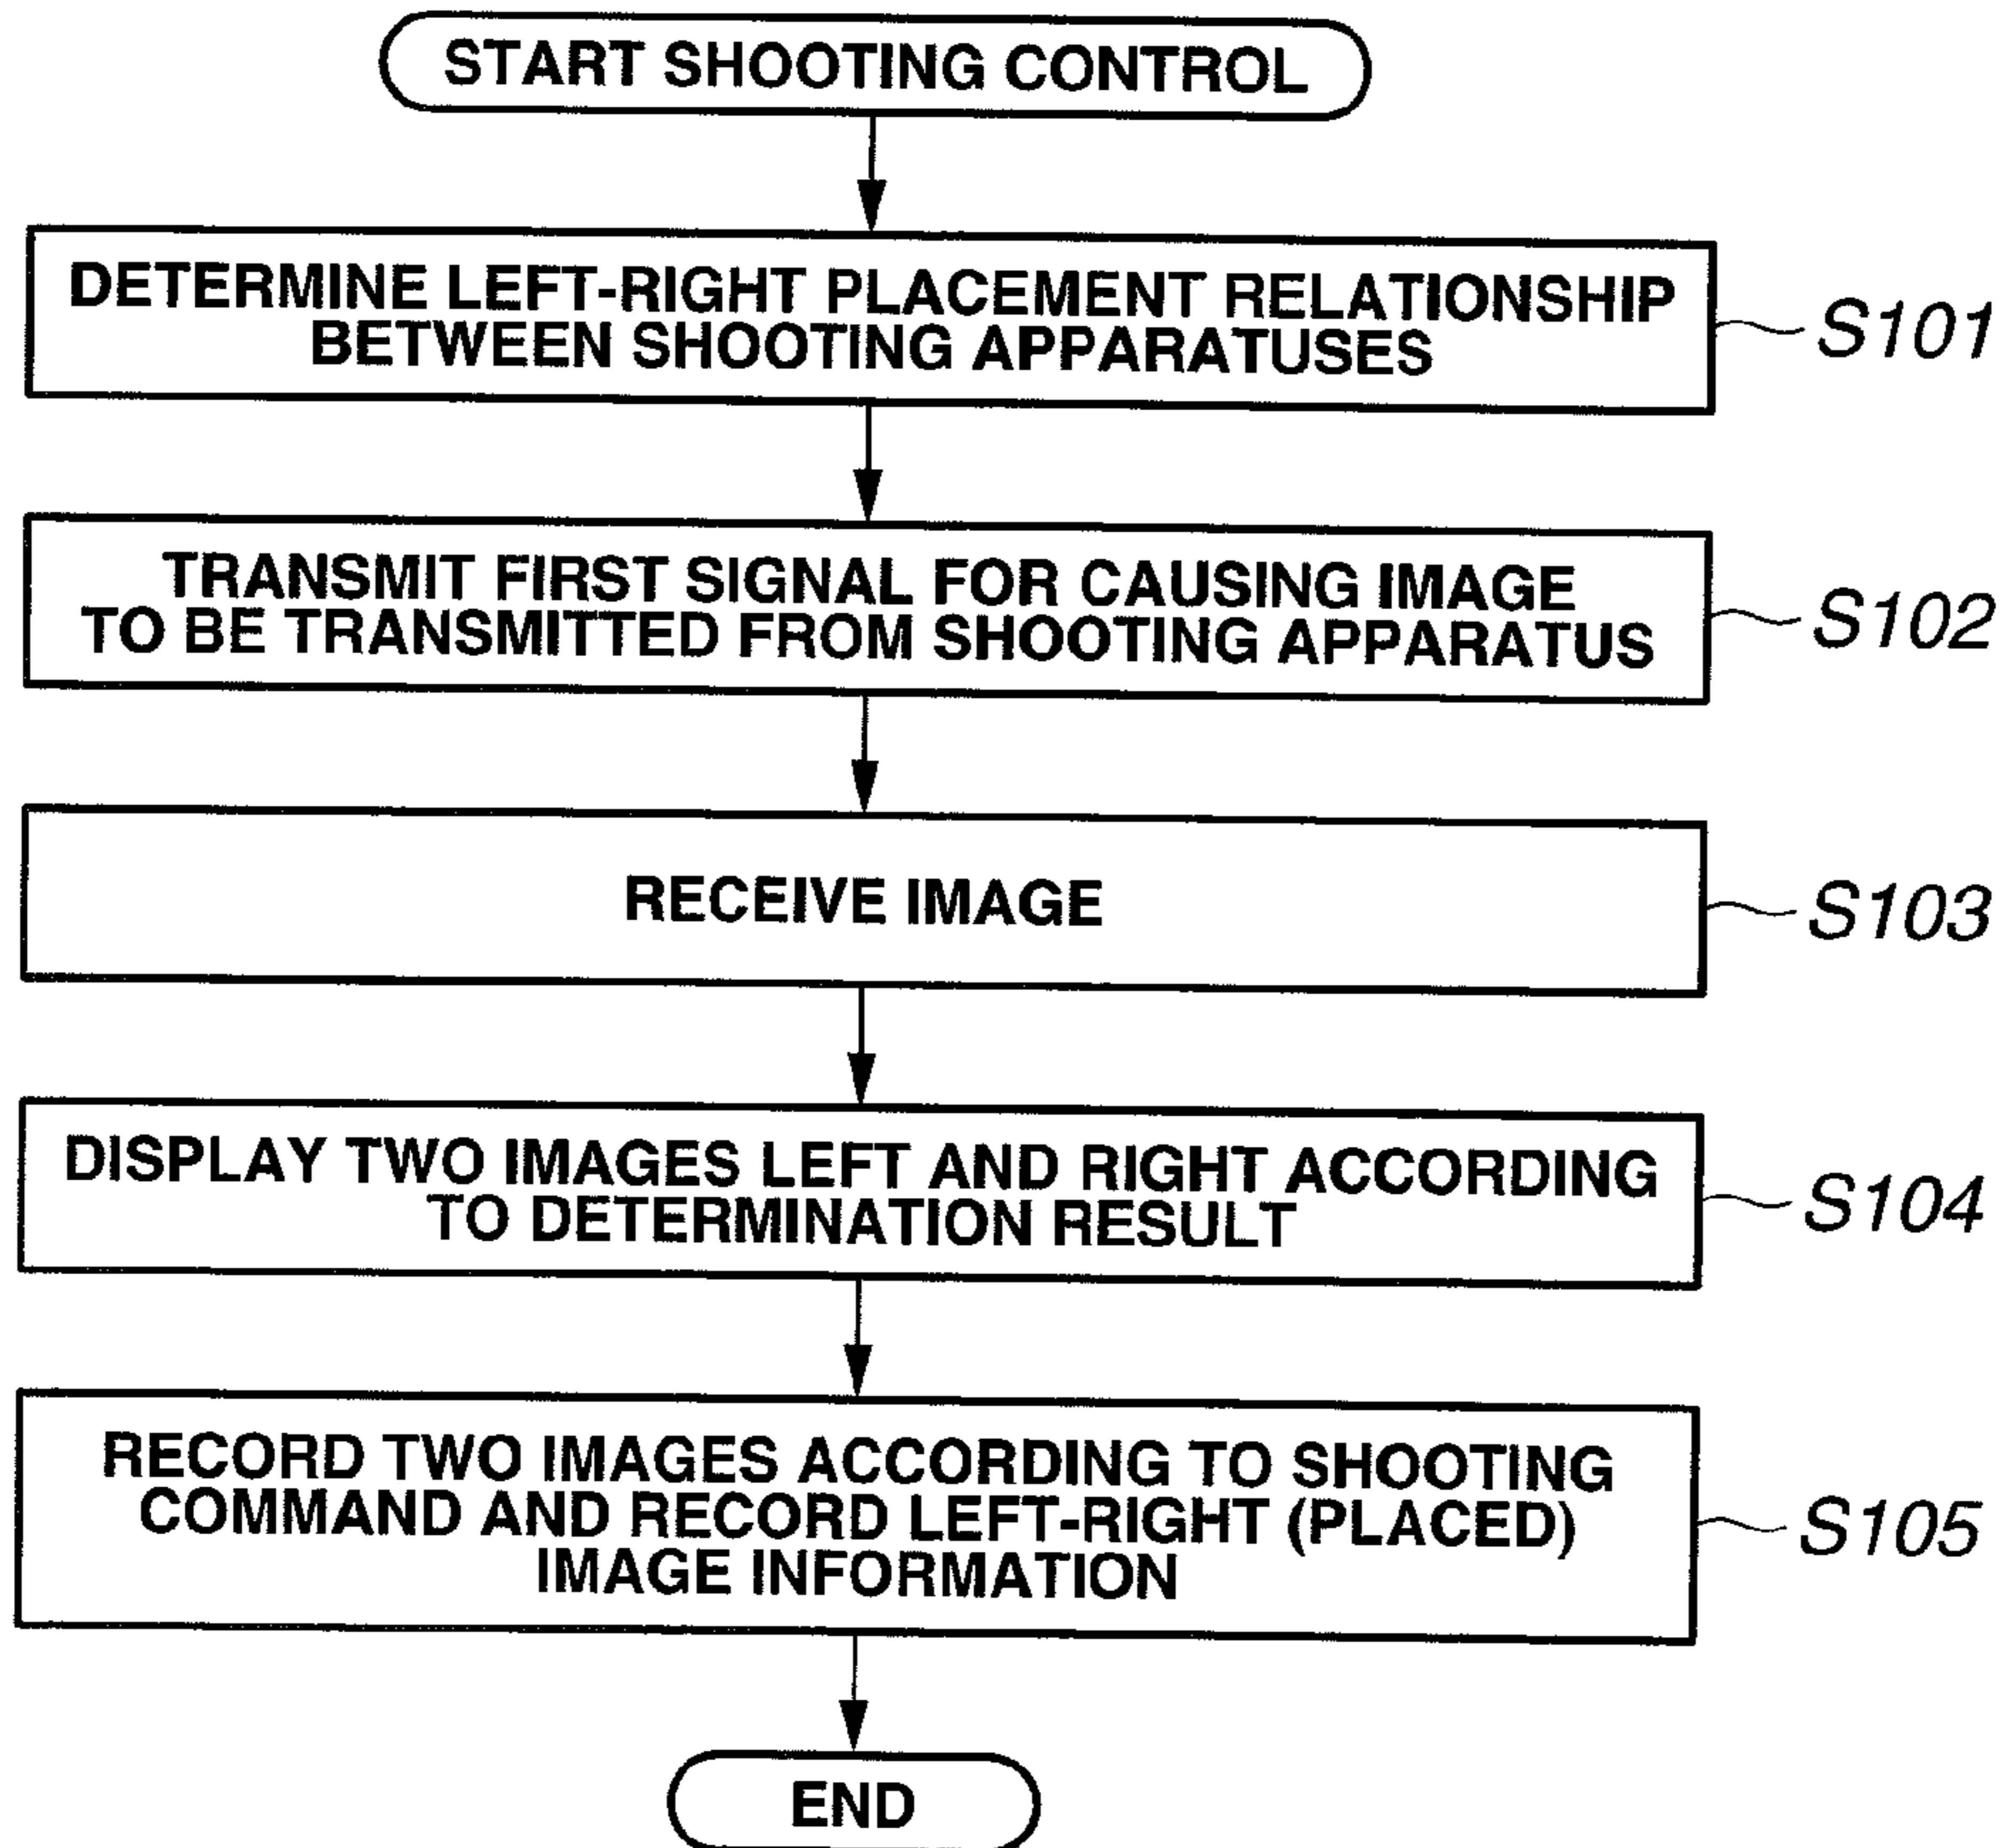 START SHOOTING CONTROL
DETERMINE LEFT-RIGHT PLACEMENT RELATIONSHIP
BETWEEN SHOOTING APPARATUSES
S101
TRANSMIT FIRST SIGNAL FOR CAUSING IMAGE
TO BE TRANSMITTED FROM SHOOTING APPARATUS
S102
RECEIVE IMAGE
S103
DISPLAY TWO IMAGES LEFT AND RIGHT ACCORDING
TO DETERMINATION RESULT
S104
RECORD TWO IMAGES ACCORDING TO SHOOTING
COMMAND AND RECORD LEFT-RIGHT (PLACED)
IMAGE INFORMATION
S105
END